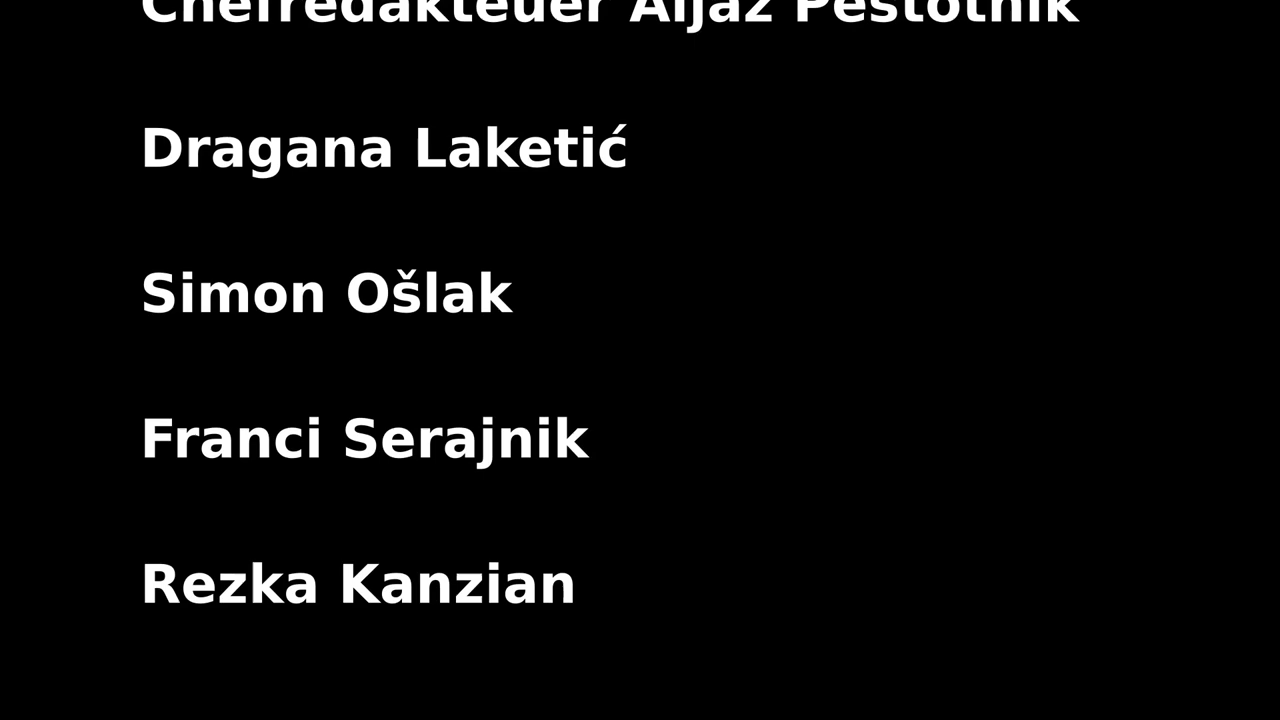 Chefredakteuer Aljaž Pestotnik
Dragana Laketić
Simon Ošlak
Franci Serajnik
Rezka Kanzian